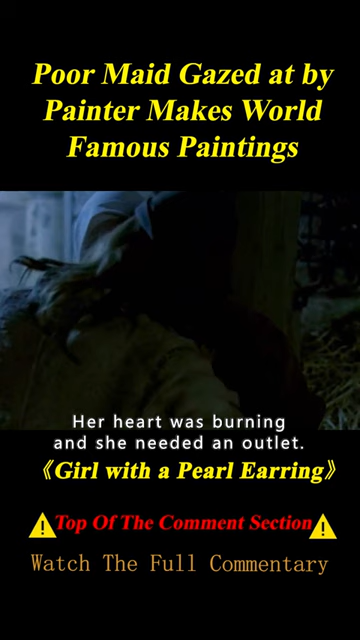 Poor Maid Gazed at by
Painter Makes World
Famous Paintings
Her heart was burning
and she needed an outlet.
《Girl with a Pearl Earring》
Top Of The Comment Section
Watch The Full Commentary